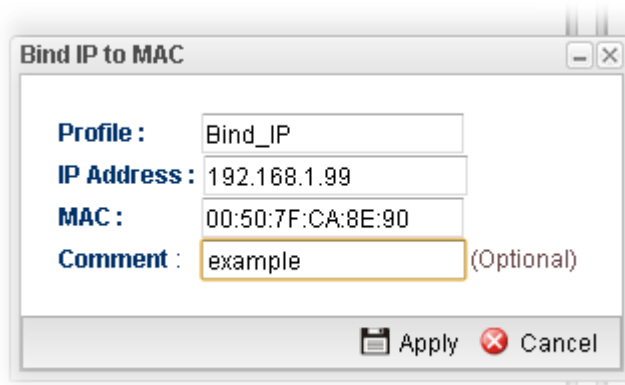 Bind IP to MAC
Profile : Bind_IP
IP Address : 192.168.1.99
MAC : 00:50:7F:CA:8E:90
Comment : example (Optional)
Apply Cancel